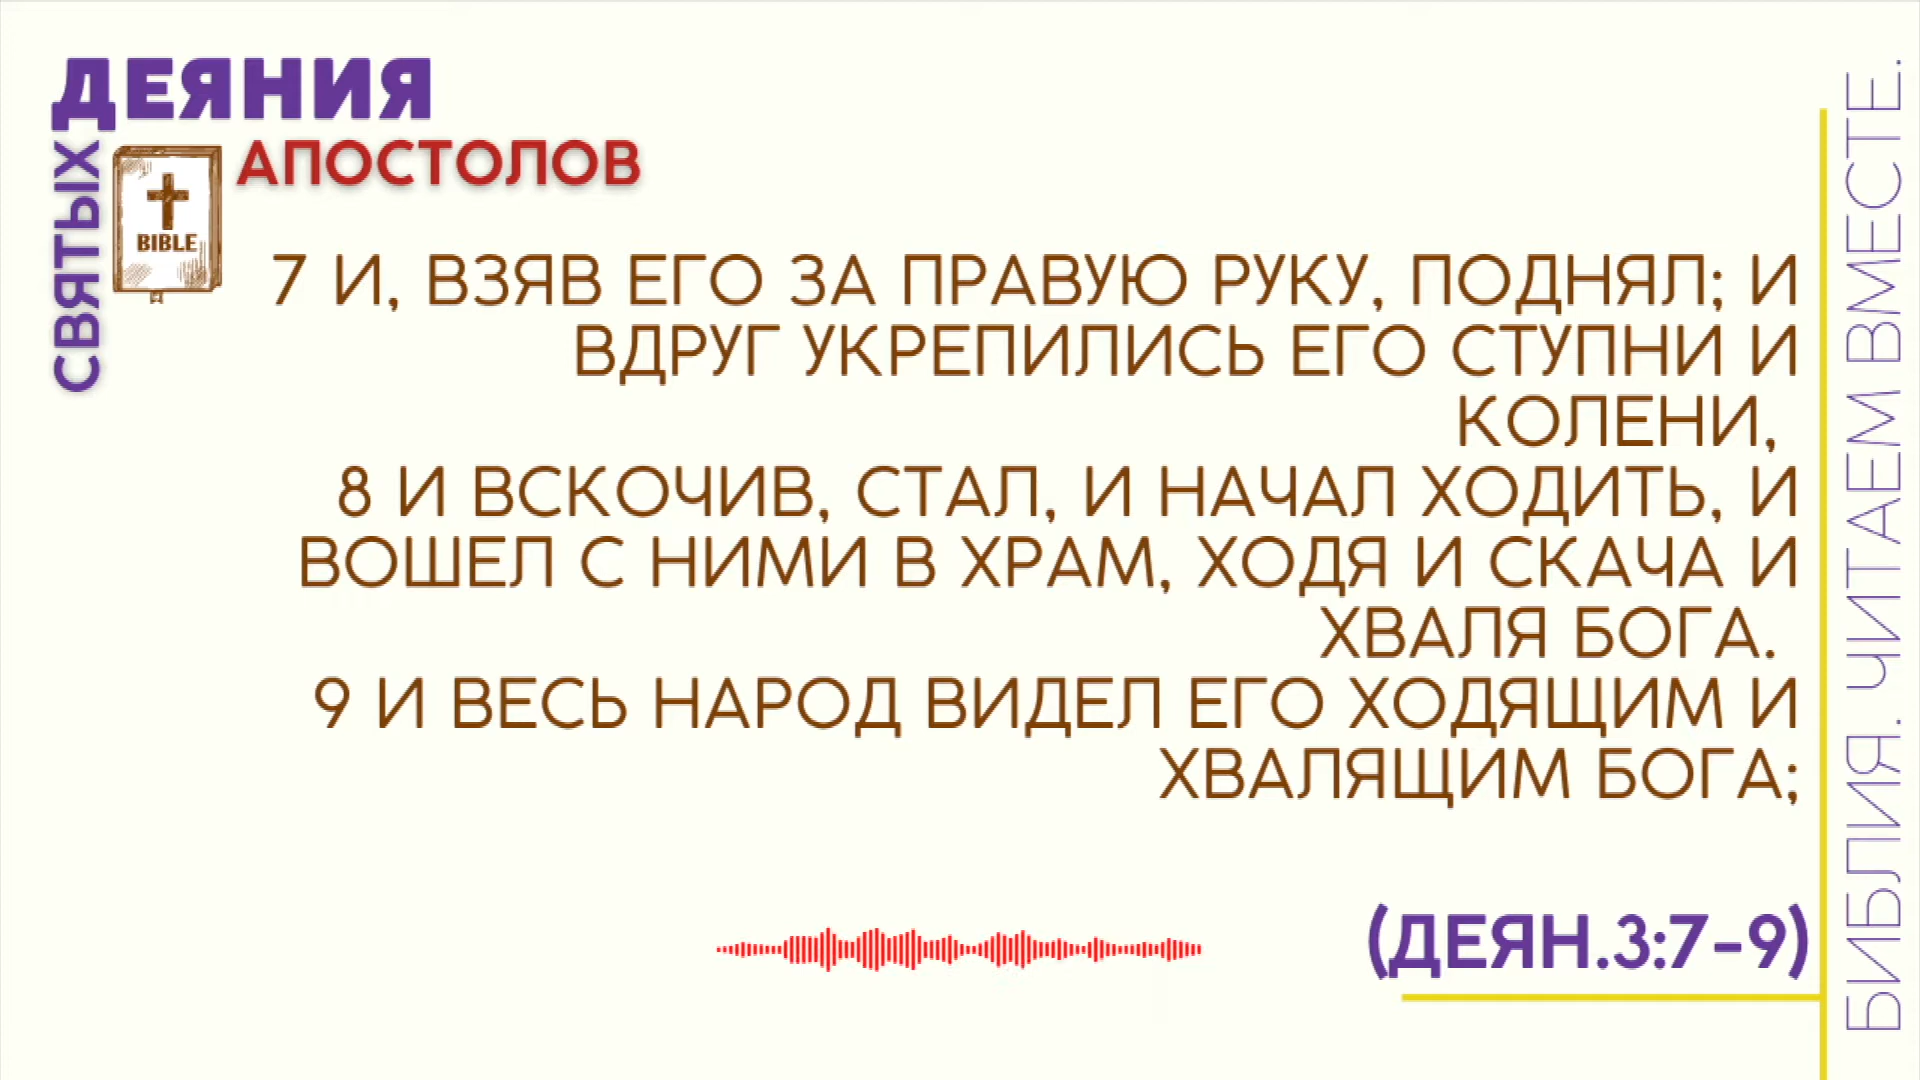 ДЕЯНИЯ
СВЯТЫХ
АПОСТОЛОВ
BIBLE
7 И, ВЗЯВ ЕГО ЗА ПРАВУЮ РУКУ, ПОДНЯЛ; И
ВДРУГ УКРЕПИЛИСЬ ЕГО СТУПНИ И
КОЛЕНИ,
8 И ВСКОЧИВ, СТАЛ, И НАЧАЛ ХОДИТЬ, И
ВОШЕЛ С НИМИ В ХРАМ, ХОДЯ И СКАЧА И
ХВАЛЯ БОГА.
9 И ВЕСЬ НАРОД ВИДЕЛ ЕГО ХОДЯЩИМ И
ХВАЛЯЩИМ БОГА;
(ДЕЯН.3:7-9)
БИБЛИЯ. ЧИТАЕМ ВМЕСТЕ.